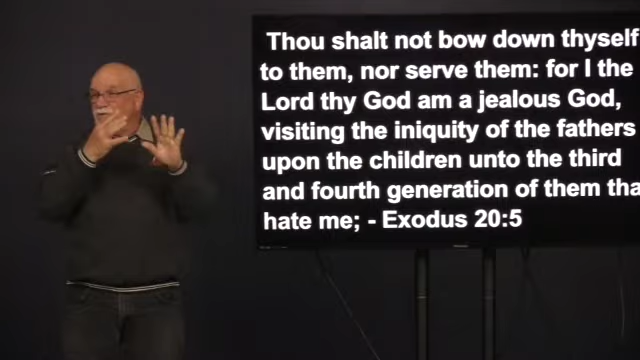 Thou shalt not bow down thyself
to them, nor serve them: for I the
Lord thy God am a jealous God,
visiting the iniquity of the fathers
upon the children unto the third
and fourth generation of them tha
hate me; - Exodus 20:5